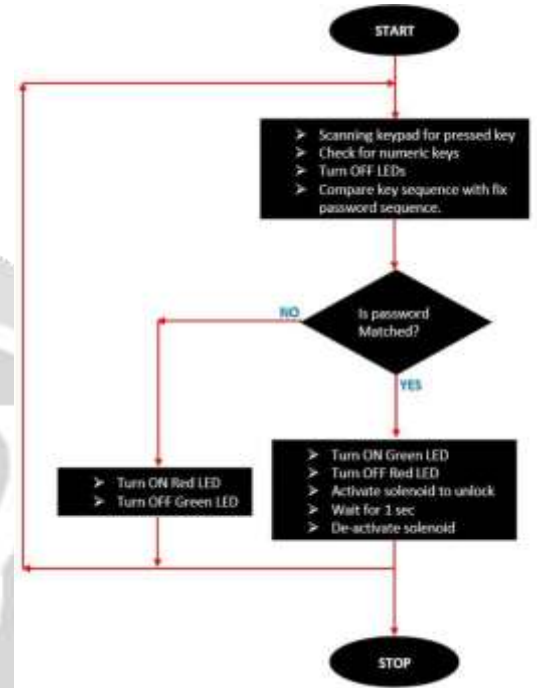 START
➤ Scanning keypad for pressed key
➤ Check for numeric keys
➤ Turn OFF LEDs
➤ Compare key sequence with fix
password sequence.
Is password
Matched?
NO
YES
➤ Turn ON Red LED
➤ Turn OFF Green LED
➤ Turn ON Green LED
➤ Turn OFF Red LED
➤ Activate solenoid to unlock
➤ Wait for 1 sec
➤ De-activate solenoid
STOP